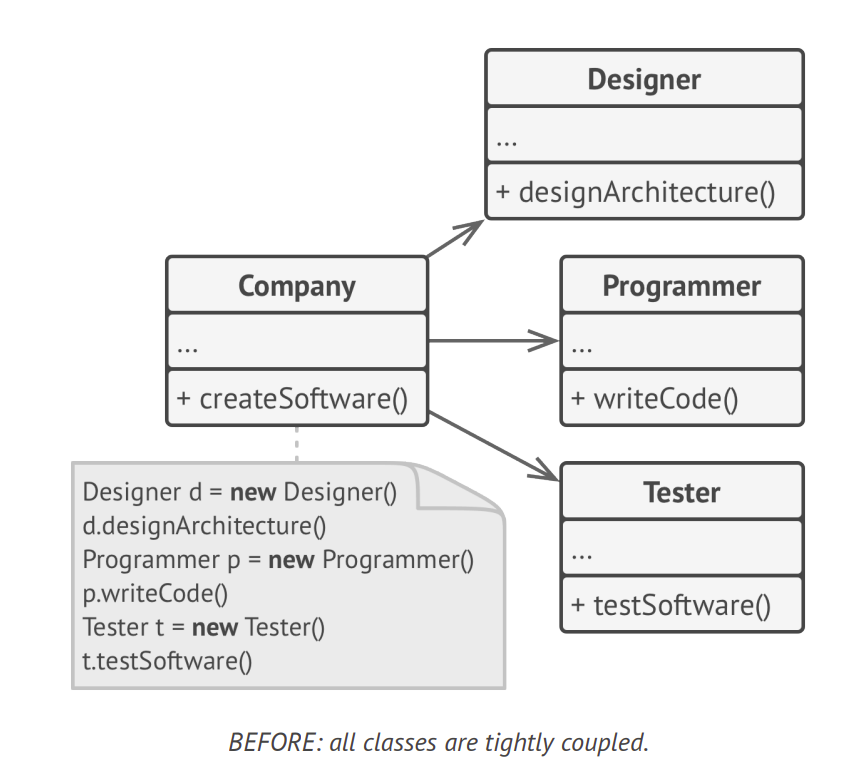 Designer
...
+ designArchitecture()
Company
...
+ createSoftware()
Programmer
...
+ writeCode()
Tester
...
+ testSoftware()
Designer d = new Designer()
d.designArchitecture()
Programmer p = new Programmer()
p.writeCode()
Tester t = new Tester()
t.testSoftware()
BEFORE: all classes are tightly coupled.